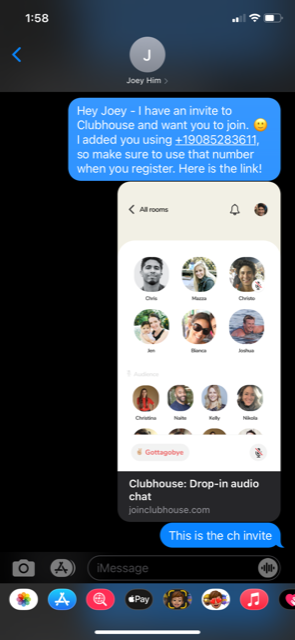 1:58
J
Joey Him
Hey Joey - I have an invite to
Clubhouse and want you to join. 🙂
I added you using +19085283611,
so make sure to use that number
when you register. Here is the link!
All rooms
Chris Mazza Christo
Jen Bianca Joshua
Audience
Christina Naite Kelly Nikola
✌️ Gottagobye
Clubhouse: Drop-in audio
chat
joinclubhouse.com
This is the ch invite
iMessage
Pay